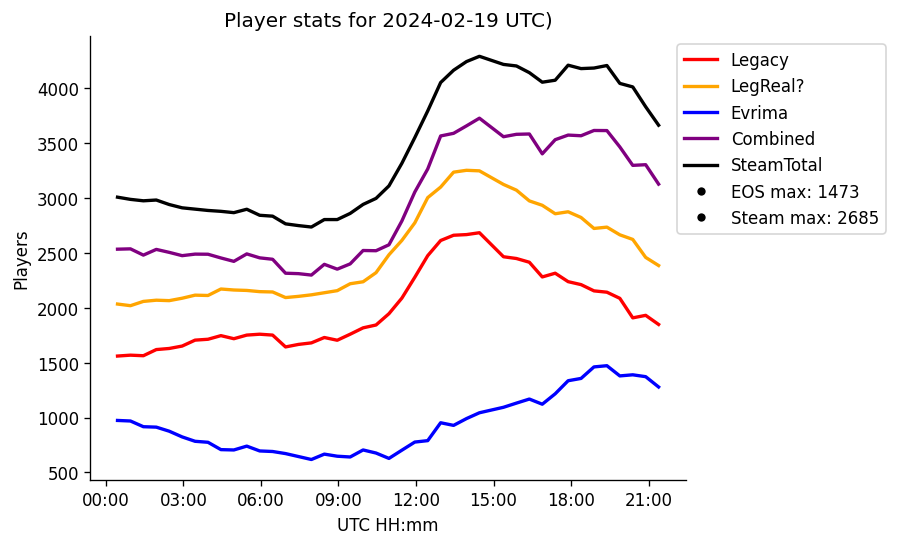 Player stats for 2024-02-19 UTC)
Legacy
LegReal?
Evrima
Combined
SteamTotal
EOS max: 1473
Steam max: 2685
Players
4000
3500
3000
2500
2000
1500
1000
500
00:00 03:00 06:00 09:00 12:00 15:00 18:00 21:00
UTC HH:mm